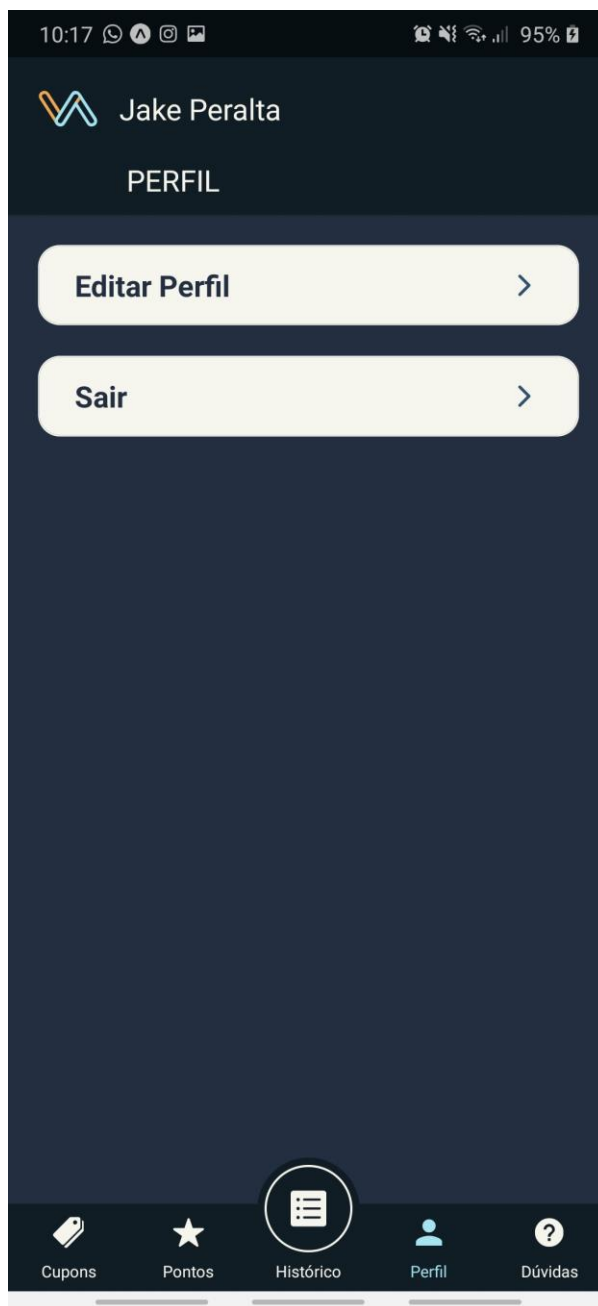 10:17 95%
Jake Peralta
PERFIL
Editar Perfil
Sair
Cupons Pontos Histórico Perfil Dúvidas